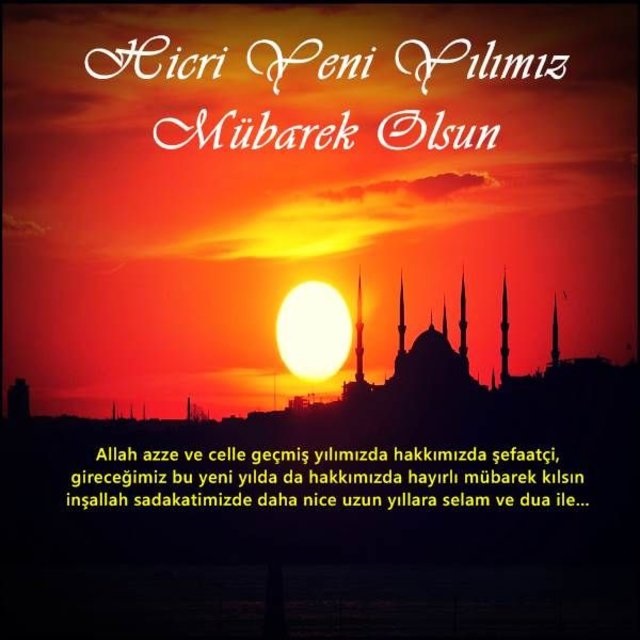 Hicri Yeni Yılımız
Mübarek Olsun
Allah azze ve celle geçmiş yılımızda hakkımızda şefaatçi,
gireceğimiz bu yeni yılda da hakkımızda hayırlı mübarek kılsın
inşallah sadakatimizde daha nice uzun yıllara selam ve dua ile...